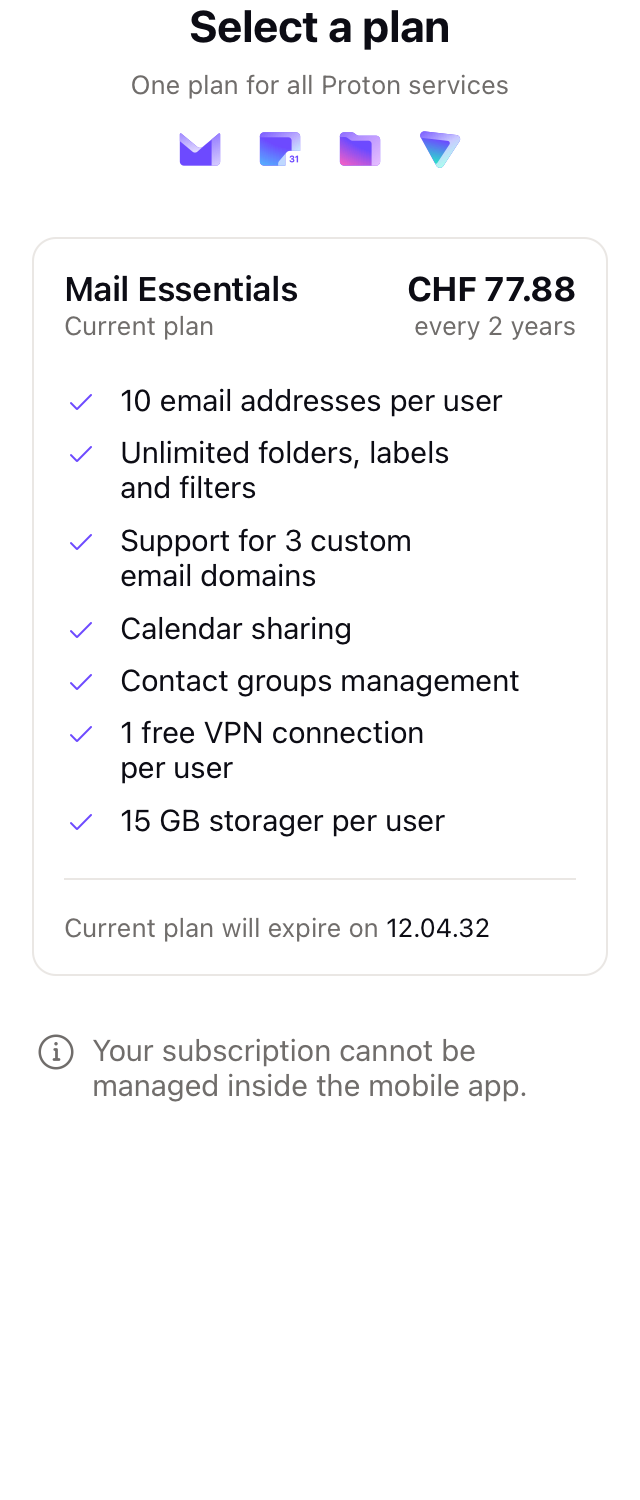 Select a plan
One plan for all Proton services
31
Mail Essentials
CHF 77.88
Current plan
every 2 years
10 email addresses per user
Unlimited folders, labels
and filters
Support for 3 custom
email domains
Calendar sharing
Contact groups management
1 free VPN connection
per user
15 GB storager per user
Current plan will expire on 12.04.32
Your subscription cannot be
managed inside the mobile app.